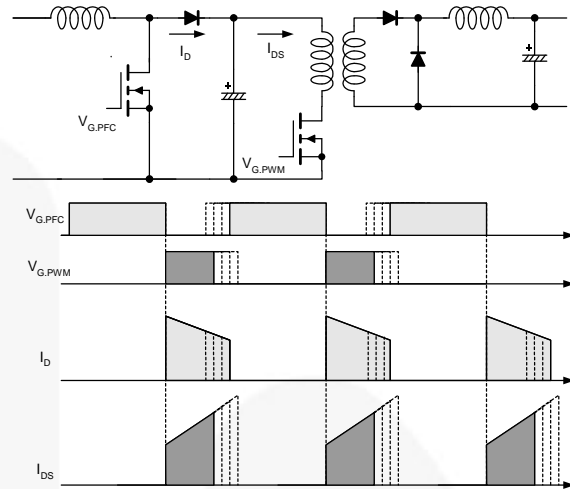 I_D
I_DS
+
+
V_G.PFC
V_G.PWM
V_G.PFC
V_G.PWM
I_D
I_DS